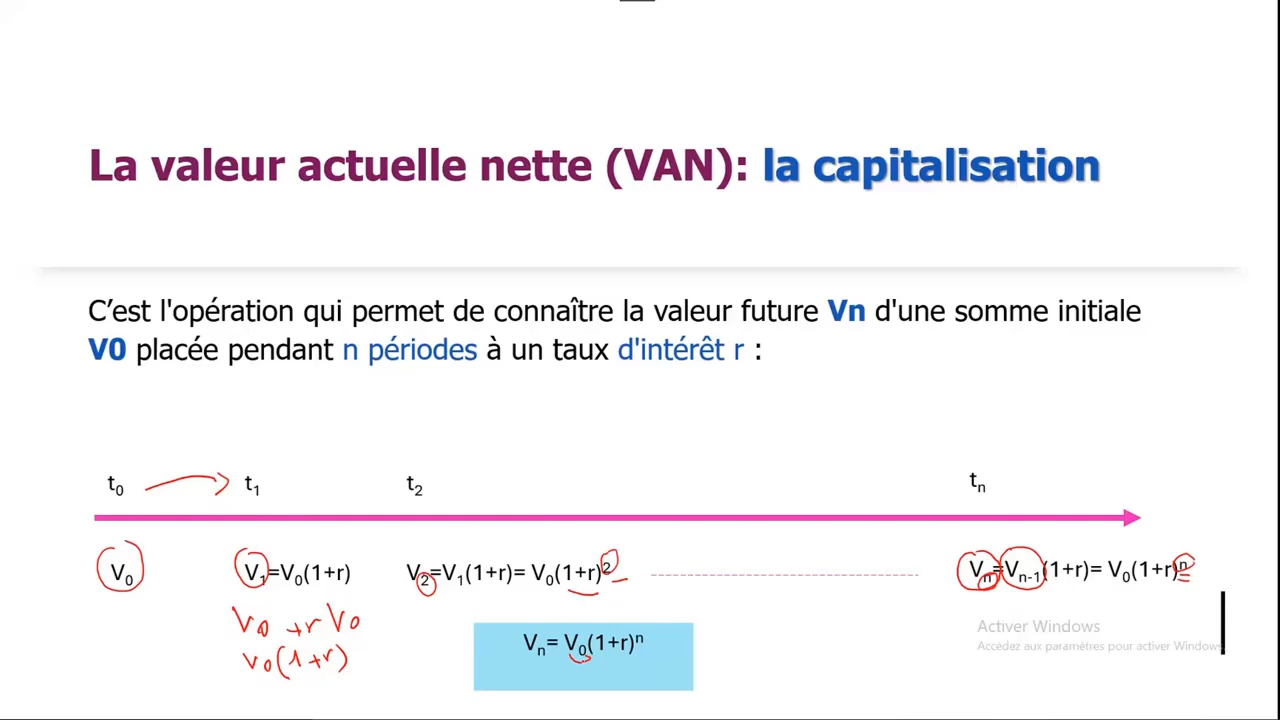 La valeur actuelle nette (VAN): la capitalisation
C’est l'opération qui permet de connaître la valeur future Vn d'une somme initiale
V0 placée pendant n périodes à un taux d'intérêt r :
t₀ t₁ t₂ tₙ
V₀ V₁=V₀(1+r) V₂=V₁(1+r)= V₀(1+r)² Vₙ=Vₙ₋₁(1+r)= V₀(1+r)ⁿ
V₀ +r V₀
V₀(1+r)
Vₙ= V₀(1+r)ⁿ
Activer Windows
Accédez aux paramètres pour activer Windows.